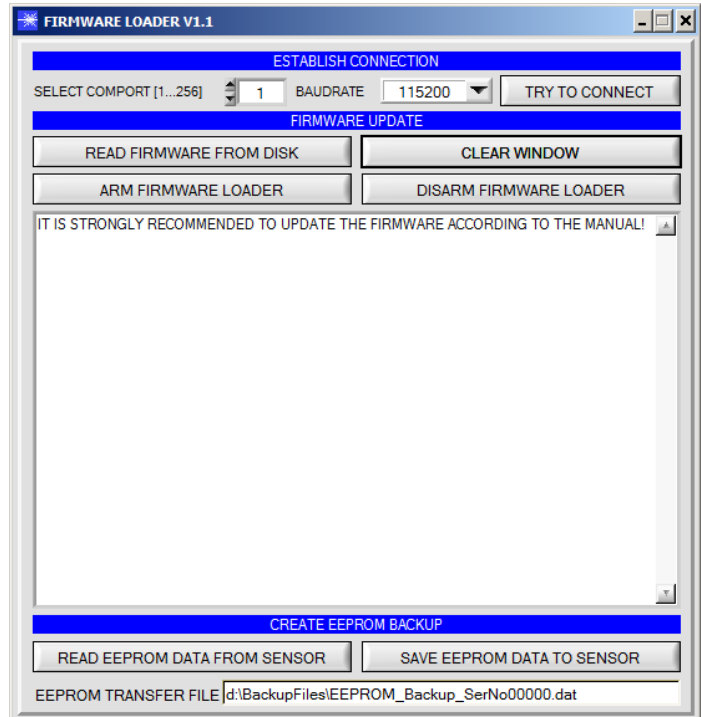 FIRMWARE LOADER V1.1
ESTABLISH CONNECTION
SELECT COMPORT [1...256] 1 BAUDRATE 115200 TRY TO CONNECT
FIRMWARE UPDATE
READ FIRMWARE FROM DISK CLEAR WINDOW
ARM FIRMWARE LOADER DISARM FIRMWARE LOADER
IT IS STRONGLY RECOMMENDED TO UPDATE THE FIRMWARE ACCORDING TO THE MANUAL!
CREATE EEPROM BACKUP
READ EEPROM DATA FROM SENSOR SAVE EEPROM DATA TO SENSOR
EEPROM TRANSFER FILE d:\BackupFiles\EEPROM_Backup_SerNo00000.dat